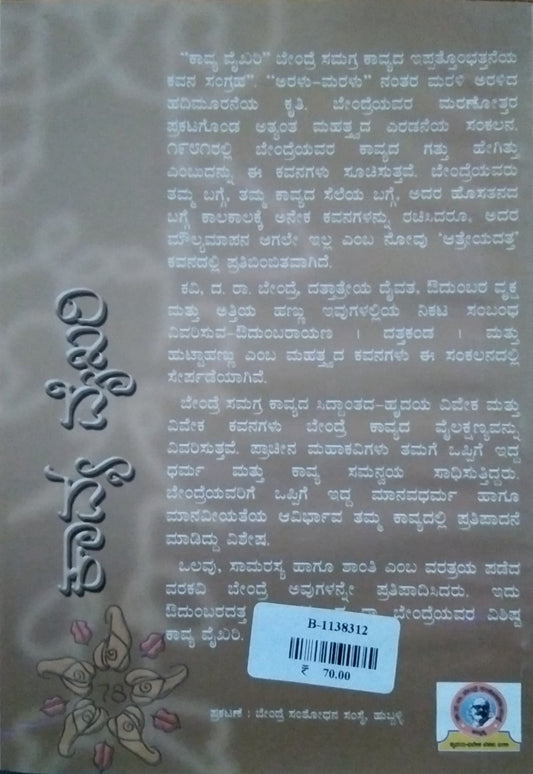 “ಕಾವ್ಯ ವೈಖರಿ” ಬೇಂದ್ರೆ ಸಮಗ್ರ ಕಾವ್ಯದ ಇಪ್ಪತ್ತೊಂಭತ್ತನೆಯ
ಕವನ ಸಂಗ್ರಹ”. “ಅರಳು-ಮರಳು” ನಂತರ ಮರಳಿ ಅರಳಿದ
ಹದಿಮೂರನೆಯ ಕೃತಿ. ಬೇಂದ್ರೆಯವರ ಮರಣೋತ್ತರ
ಪ್ರಕಟಗೊಂಡ ಅತ್ಯಂತ ಮಹತ್ತ್ವದ ಎರಡನೆಯ ಸಂಕಲನ.
೧೯೮೧ರಲ್ಲಿ ಬೇಂದ್ರೆಯವರ ಕಾವ್ಯದ ಗತ್ತು ಹೇಗಿತ್ತು
ಎಂಬುದನ್ನು ಈ ಕವನಗಳು ಸೂಚಿಸುತ್ತವೆ. ಬೇಂದ್ರೆಯವರು
ತಮ್ಮ ಬಗ್ಗೆ, ತಮ್ಮ ಕಾವ್ಯದ ಸೆಲೆಯ ಬಗ್ಗೆ, ಅದರ ಹೊಸತನದ
ಬಗ್ಗೆ ಕಾಲಕಾಲಕ್ಕೆ ಅನೇಕ ಕವನಗಳನ್ನು ರಚಿಸಿದರೂ, ಅದರ
ಮೌಲ್ಯಮಾಪನ ಆಗಲೇ ಇಲ್ಲ ಎಂಬ ನೋವು ‘ಆತ್ರೇಯದತ್ತ’
ಕವನದಲ್ಲಿ ಪ್ರತಿಬಿಂಬಿತವಾಗಿದೆ.
ಕವಿ, ದ. ರಾ. ಬೇಂದ್ರೆ, ದತ್ತಾತ್ರೇಯ ದೈವತ, ಔದುಂಬರ ವೃಕ್ಷ
ಮತ್ತು ಅತ್ತಿಯ ಹಣ್ಣು ಇವುಗಳಲ್ಲಿಯ ನಿಕಟ ಸಂಬಂಧ
ವಿವರಿಸುವ-ಔದುಂಬರಾಯಣ । ದತ್ತಕಂಡ । ಮತ್ತು
ಹುಟ್ಟಾಹಣ್ಣು ಎಂಬ ಮಹತ್ತ್ವದ ಕವನಗಳು ಈ ಸಂಕಲನದಲ್ಲಿ
ಸೇರ್ಪಡೆಯಾಗಿವೆ.
ಬೇಂದ್ರೆ ಸಮಗ್ರ ಕಾವ್ಯದ ಸಿದ್ಧಾಂತದ-ಹೃದಯ ವಿವೇಕ ಮತ್ತು
ವಿವೇಕ ಕವನಗಳು ಬೇಂದ್ರೆ ಕಾವ್ಯದ ವೈಲಕ್ಷಣ್ಯವನ್ನು
ವಿವರಿಸುತ್ತವೆ. ಪ್ರಾಚೀನ ಮಹಾಕವಿಗಳು ತಮಗೆ ಒಪ್ಪಿಗೆ ಇದ್ದ
ಧರ್ಮ ಮತ್ತು ಕಾವ್ಯ ಸಮನ್ವಯ ಸಾಧಿಸುತ್ತಿದ್ದರು.
ಬೇಂದ್ರೆಯವರಿಗೆ ಒಪ್ಪಿಗೆ ಇದ್ದ ಮಾನವಧರ್ಮ ಹಾಗೂ
ಮಾನವೀಯತೆಯ ಆವಿರ್ಭಾವ ತಮ್ಮ ಕಾವ್ಯದಲ್ಲಿ ಪ್ರತಿಪಾದನೆ
ಮಾಡಿದ್ದು ವಿಶೇಷ.
ಒಲವು, ಸಾಮರಸ್ಯ ಹಾಗೂ ಶಾಂತಿ ಎಂಬ ವರತ್ರಯ ಪಡೆದ
ವರಕವಿ ಬೇಂದ್ರೆ ಅವುಗಳನ್ನೇ ಪ್ರತಿಪಾದಿಸಿದರು. ಇದು
ಔದುಂಬರದತ್ತ ರಾ. ಬೇಂದ್ರೆಯವರ ವಿಶಿಷ್ಟ
ಕಾವ್ಯ ವೈಖರಿ.
B-1138312
₹ 70.00
ಪ್ರಕಟಣೆ : ಬೇಂದ್ರೆ ಸಂಶೋಧನ ಸಂಸ್ಥೆ, ಹುಬ್ಬಳ್ಳಿ
ಕಾವ್ಯ ವೈಖರಿ
78